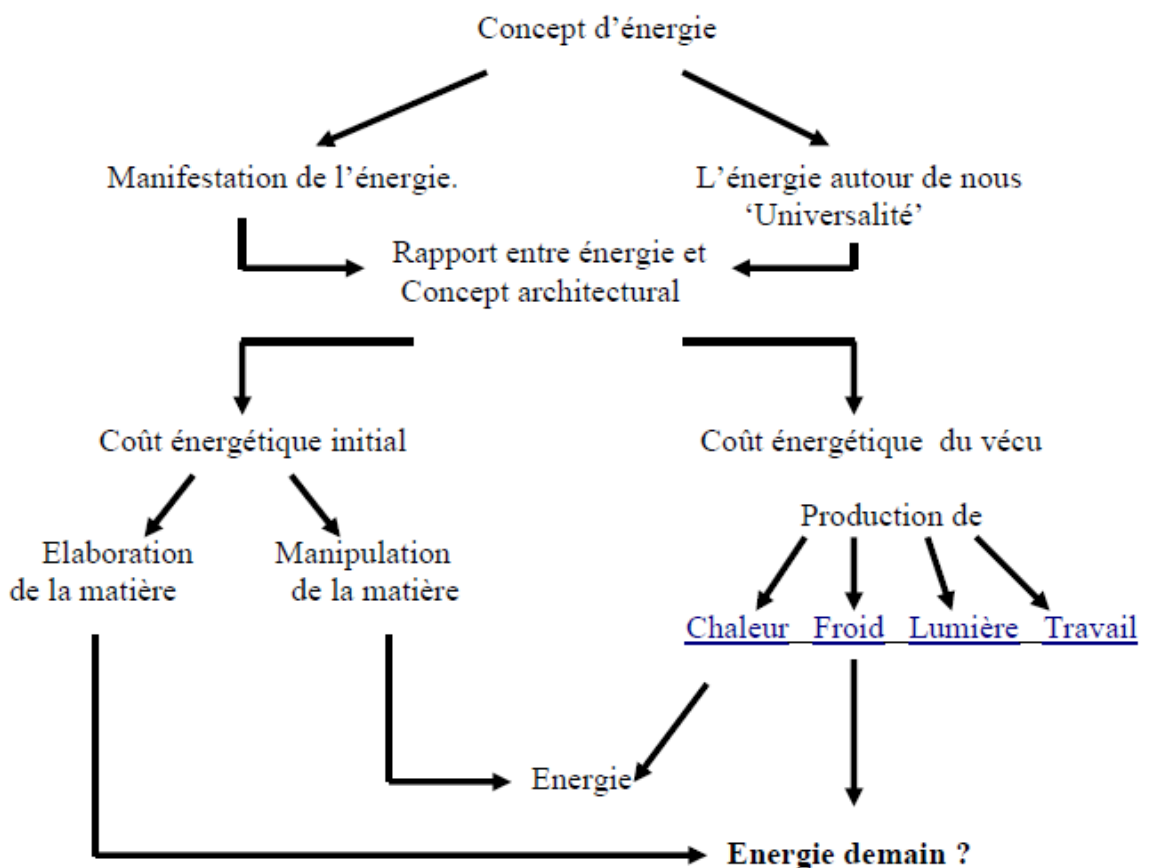 Concept d’énergie
Manifestation de l’énergie.
L’énergie autour de nous
‘Universalité’
Rapport entre énergie et
Concept architectural
Coût énergétique initial
Coût énergétique du vécu
Production de
Elaboration
de la matière
Manipulation
de la matière
Chaleur Froid Lumière Travail
Energie
Energie demain ?